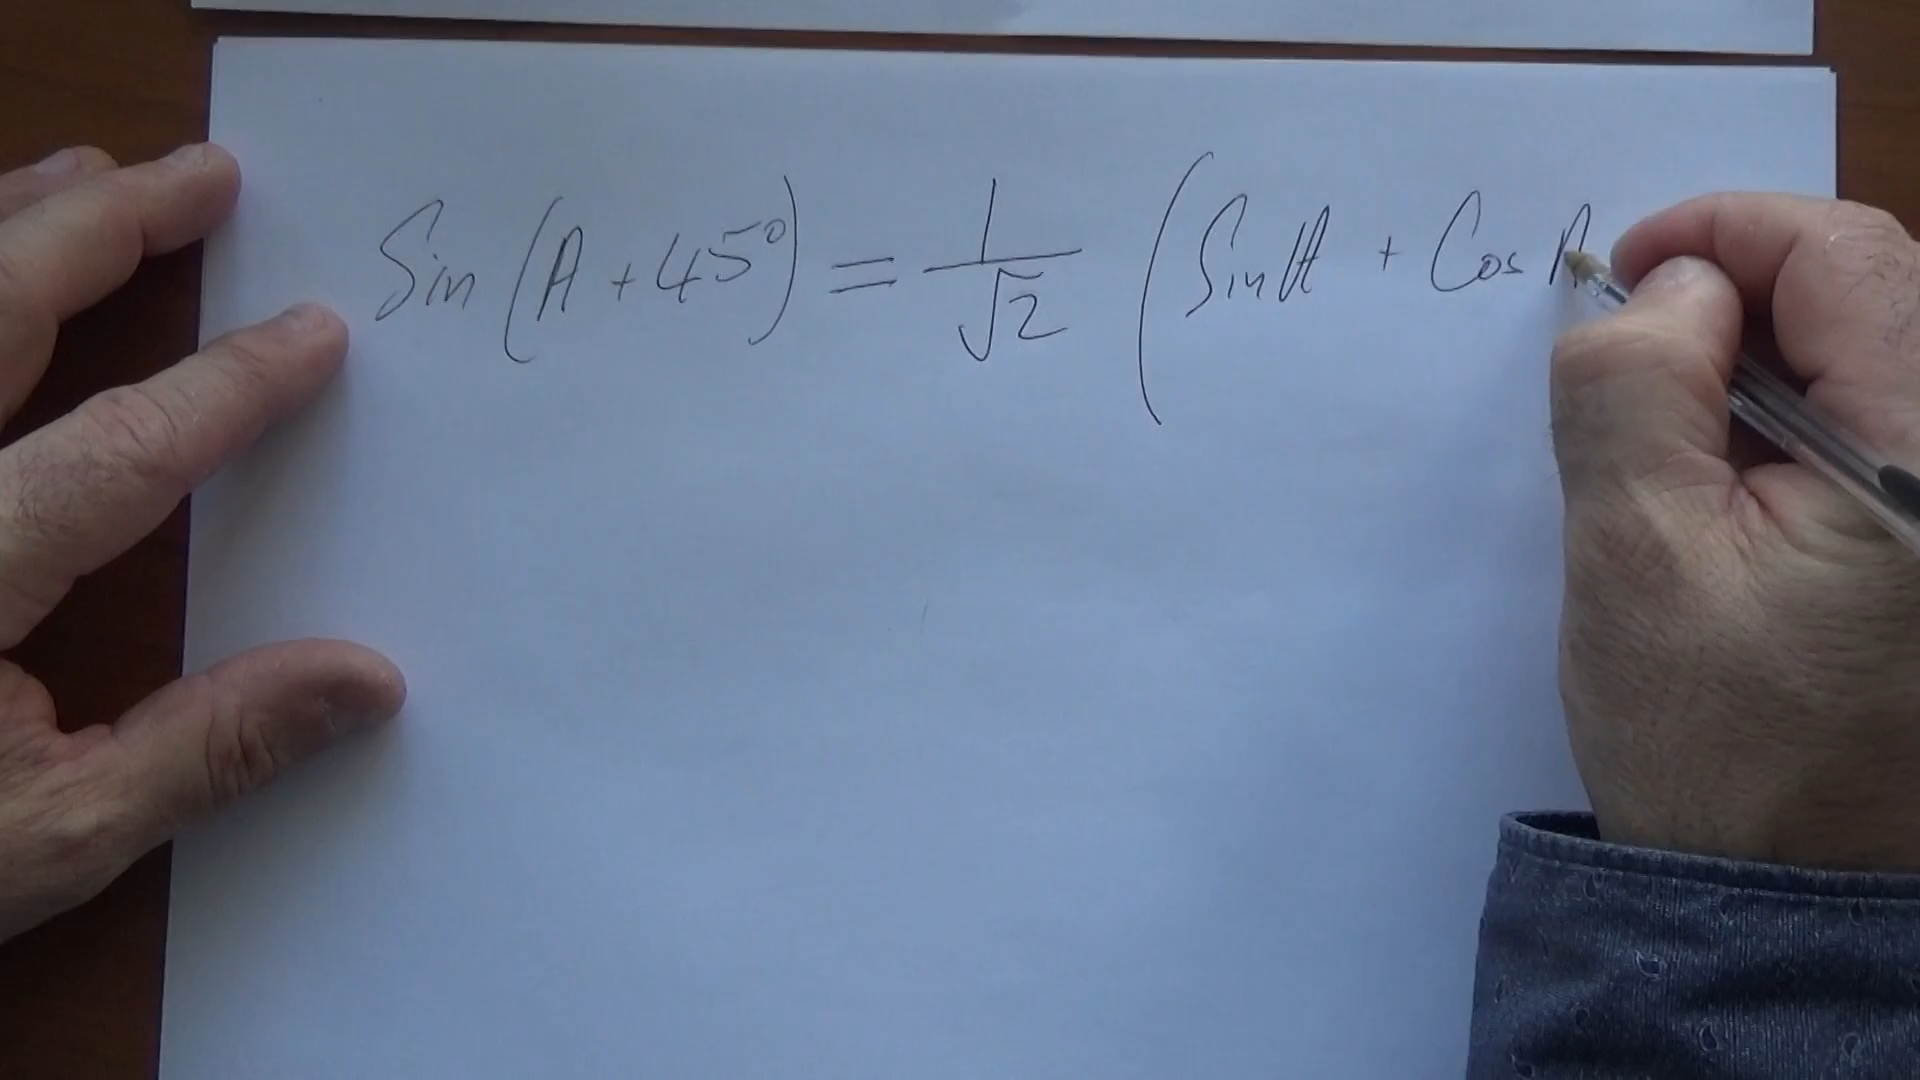 Sin (A + 45°) = 1/√2 (Sin A + Cos A